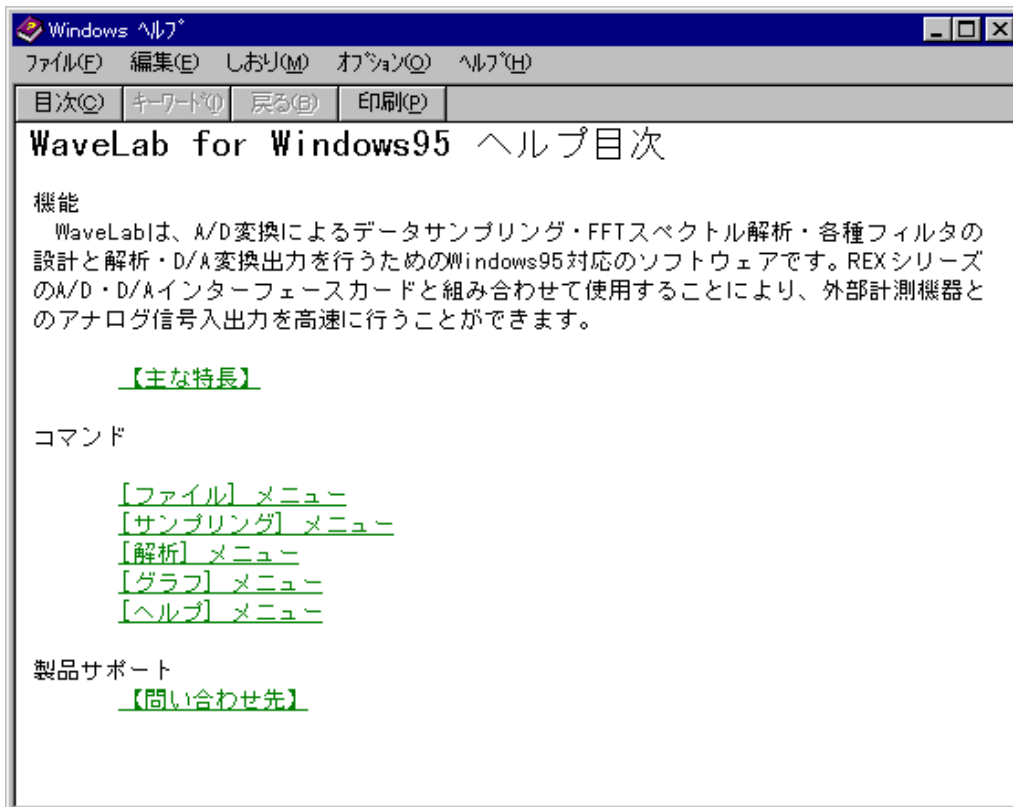 Windows ﾍﾙﾌﾟ
ﾌｧｲﾙ(F) 編集(E) しおり(M) ｵﾌﾟｼｮﾝ(O) ﾍﾙﾌﾟ(H)
目次(C) ｷｰﾜｰﾄﾞ(I) 戻る(B) 印刷(P)
WaveLab for Windows95 ヘルプ目次
機能
WaveLabは、A/D変換によるデータサンプリング・FFTスペクトル解析・各種フィルタの
設計と解析・D/A変換出力を行うためのWindows95対応のソフトウェアです。REXシリーズ
のA/D・D/Aインターフェースカードと組み合わせて使用することにより、外部計測機器と
のアナログ信号入出力を高速に行うことができます。
【主な特長】
コマンド
[ファイル] メニュー
[サンプリング] メニュー
[解析] メニュー
[グラフ] メニュー
[ヘルプ] メニュー
製品サポート
【問い合わせ先】